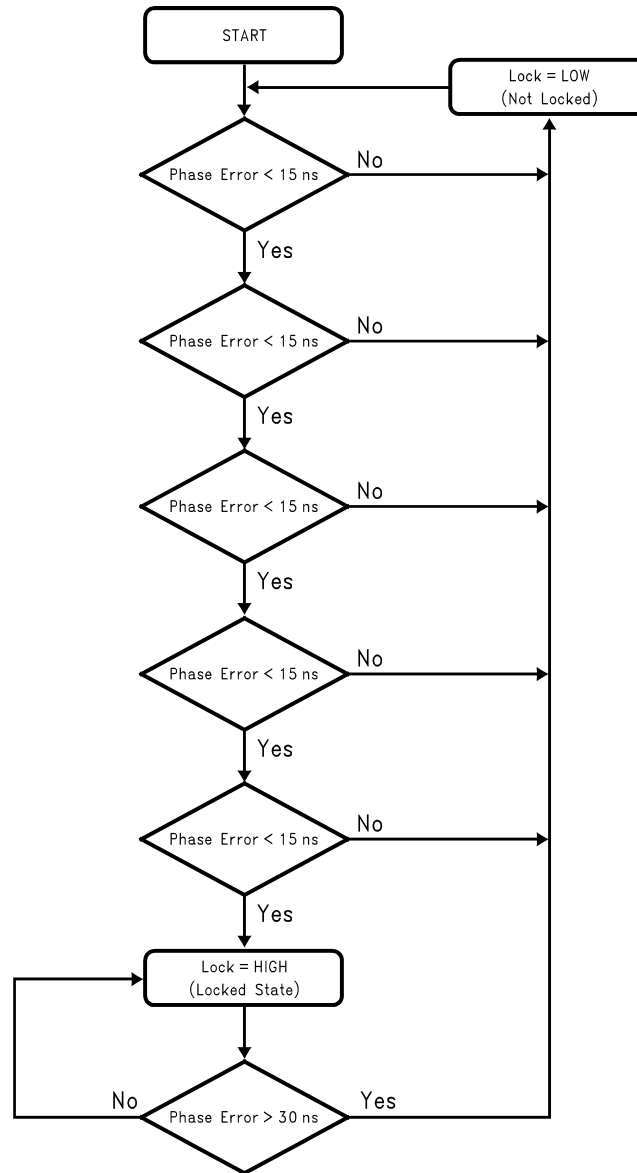 START
Lock = LOW
(Not Locked)
Phase Error < 15 ns
No
Yes
Phase Error < 15 ns
No
Yes
Phase Error < 15 ns
No
Yes
Phase Error < 15 ns
No
Yes
Phase Error < 15 ns
No
Yes
Lock = HIGH
(Locked State)
No
Phase Error > 30 ns
Yes